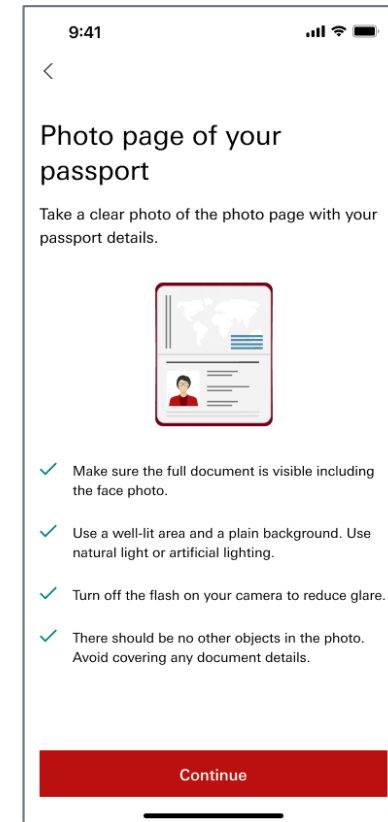 9:41
Photo page of your
passport
Take a clear photo of the photo page with your
passport details.
Make sure the full document is visible including
the face photo.
Use a well-lit area and a plain background. Use
natural light or artificial lighting.
Turn off the flash on your camera to reduce glare.
There should be no other objects in the photo.
Avoid covering any document details.
Continue